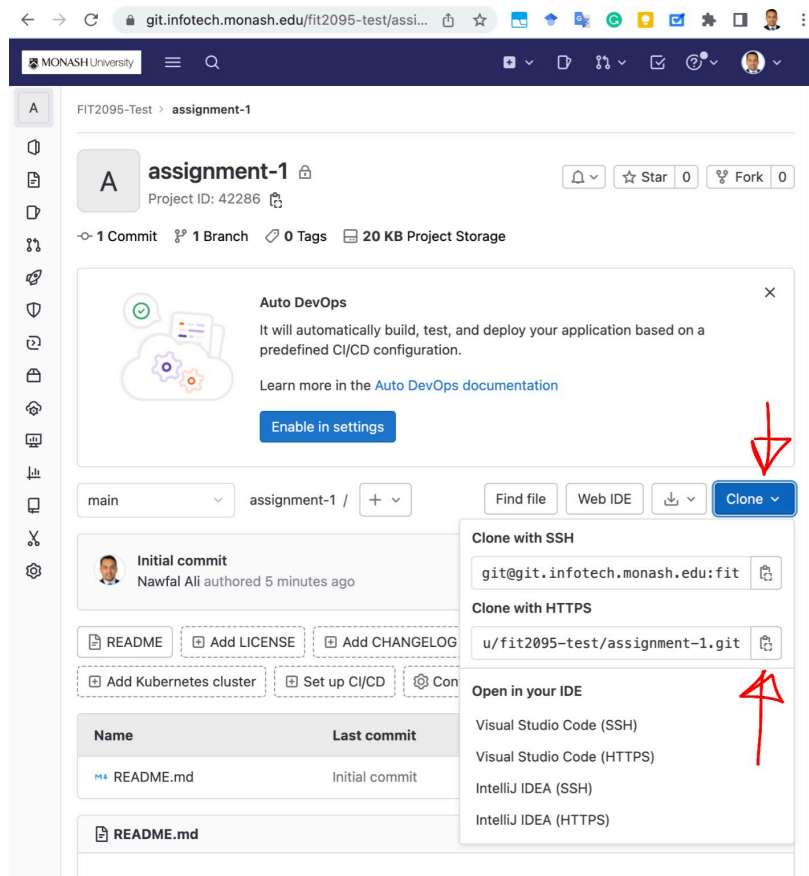 git.infotech.monash.edu/fit2095-test/assi...
MONASH University
A
FIT2095-Test > assignment-1
A
assignment-1
Project ID: 42286
Star 0
Fork 0
1 Commit 1 Branch 0 Tags 20 KB Project Storage
Auto DevOps
It will automatically build, test, and deploy your application based on a
predefined CI/CD configuration.
Learn more in the Auto DevOps documentation
Enable in settings
main
assignment-1 /
Find file
Web IDE
Clone
Clone with SSH
git@git.infotech.monash.edu:fit
Clone with HTTPS
u/fit2095-test/assignment-1.git
Open in your IDE
Visual Studio Code (SSH)
Visual Studio Code (HTTPS)
IntelliJ IDEA (SSH)
IntelliJ IDEA (HTTPS)
Initial commit
Nawfal Ali authored 5 minutes ago
README
Add LICENSE
Add CHANGELOG
Add Kubernetes cluster
Set up CI/CD
Con
Name Last commit
README.md Initial commit
README.md